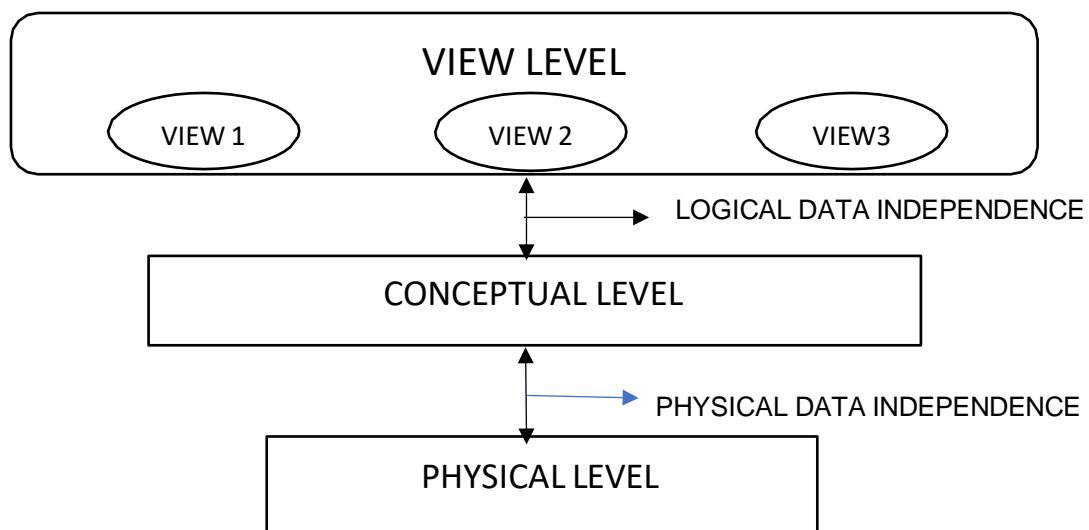 VIEW LEVEL
VIEW 1
VIEW 2
VIEW3
LOGICAL DATA INDEPENDENCE
CONCEPTUAL LEVEL
PHYSICAL DATA INDEPENDENCE
PHYSICAL LEVEL